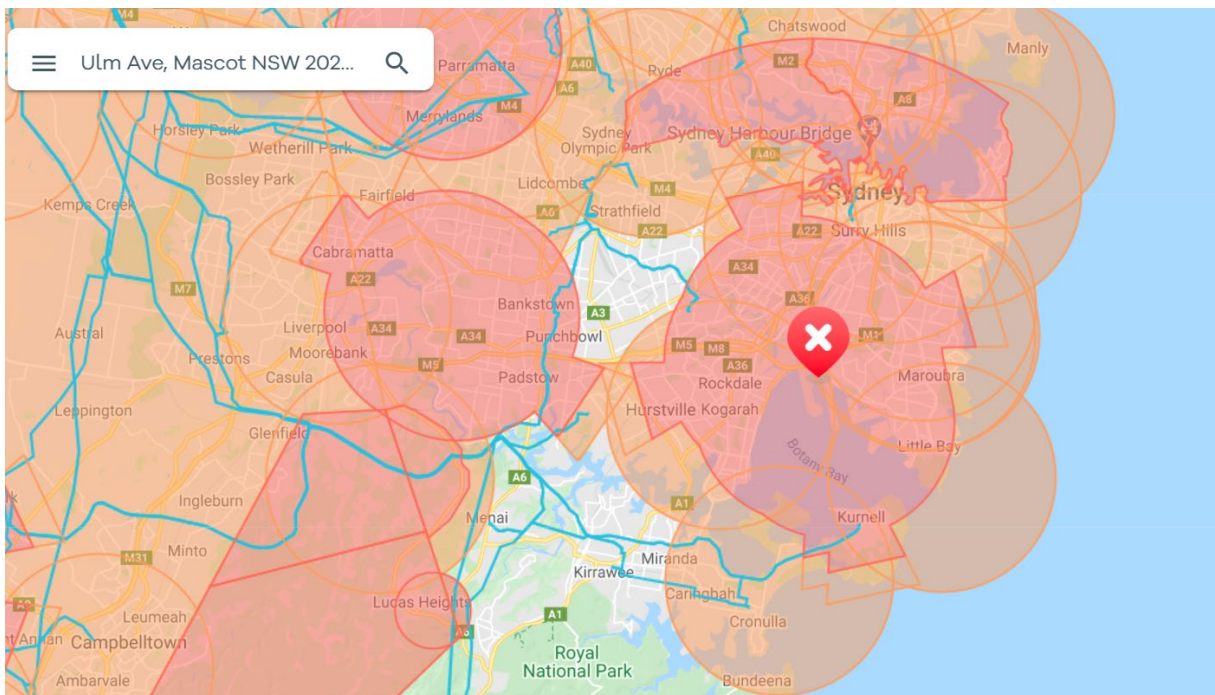 M4
Chatswood
Manly
Ulm Ave, Mascot NSW 202...
Parramatta
A40
Ryde
M2
A6
A8
M4
Merrylands
Horsley Park
Wetherill Park
Sydney
Olympic Park
Sydney Harbour Bridge
A40
Bossley Park
Lidcombe
M4
Fairfield
Sydney
Kemps Creek
A6
Strathfield
A22
A22
Surry Hills
Cabramatta
A34
A22
M7
Bankstown
A3
A36
Austral
Liverpool
A34
A34
Punchbowl
M1
Prestons
Moorebank
M5
M5
M8
A36
Casula
Padstow
Rockdale
Maroubra
Leppington
Hurstville
Kogarah
Glenfield
Little Bay
Botany Bay
A6
Ingleburn
A1
Menai
Kurnell
M31
Minto
Miranda
Kirrawee
Lucas Heights
Caringbah
Leumeah
A1
Cronulla
Campbelltown
Royal
National Park
Ambarvale
Bundeena